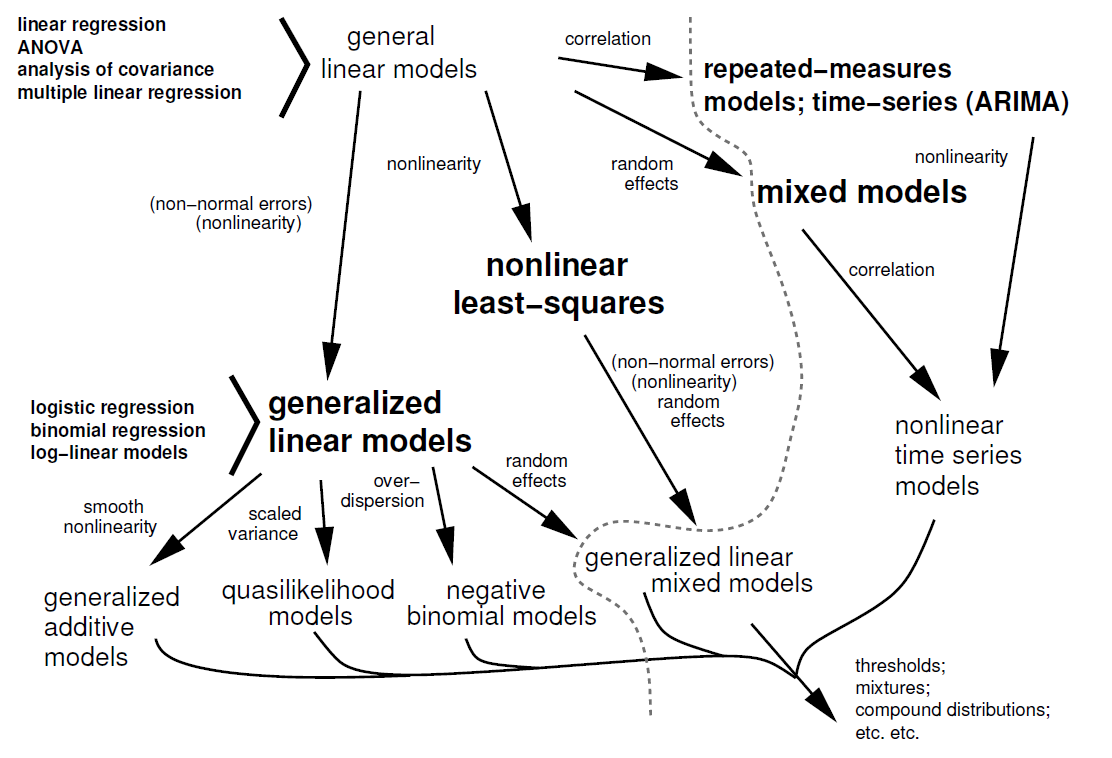 linear regression
ANOVA
analysis of covariance
multiple linear regression
general
linear models
correlation
repeated−measures
models; time−series (ARIMA)
nonlinearity
random
effects
nonlinearity
mixed models
(non−normal errors)
(nonlinearity)
correlation
nonlinear
least−squares
(non−normal errors)
(nonlinearity)
random
effects
logistic regression
binomial regression
log−linear models
generalized
linear models
nonlinear
time series
models
random
effects
over−
dispersion
smooth
nonlinearity
scaled
variance
generalized linear
mixed models
generalized
additive
models
quasilikelihood
models
negative
binomial models
thresholds;
mixtures;
compound distributions;
etc. etc.